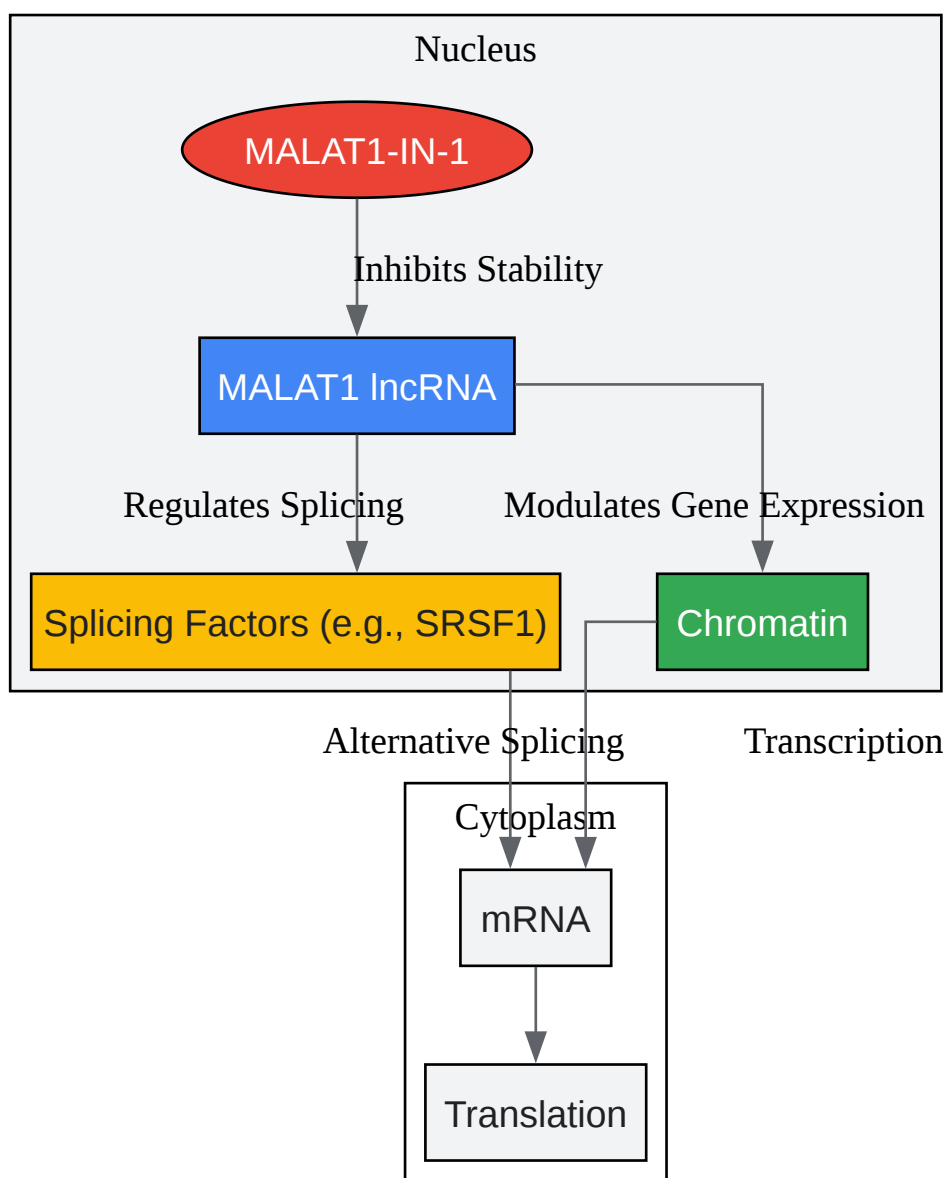 Nucleus
MALAT1-IN-1
Inhibits Stability
MALAT1 lncRNA
Regulates Splicing
Modulates Gene Expression
Splicing Factors (e.g., SRSF1)
Chromatin
Alternative Splicing
Transcription
Cytoplasm
mRNA
Translation